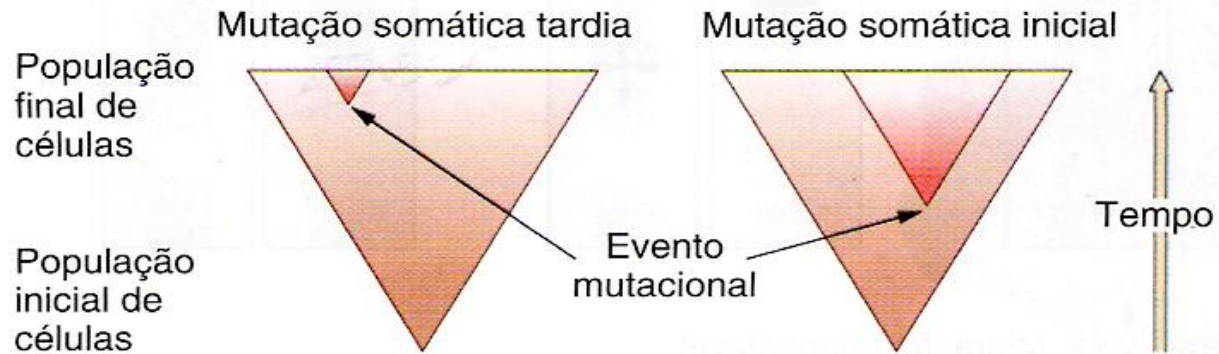 Mutação somática tardia
Mutação somática inicial
População
final de
células
População
inicial de
células
Evento
mutacional
Tempo